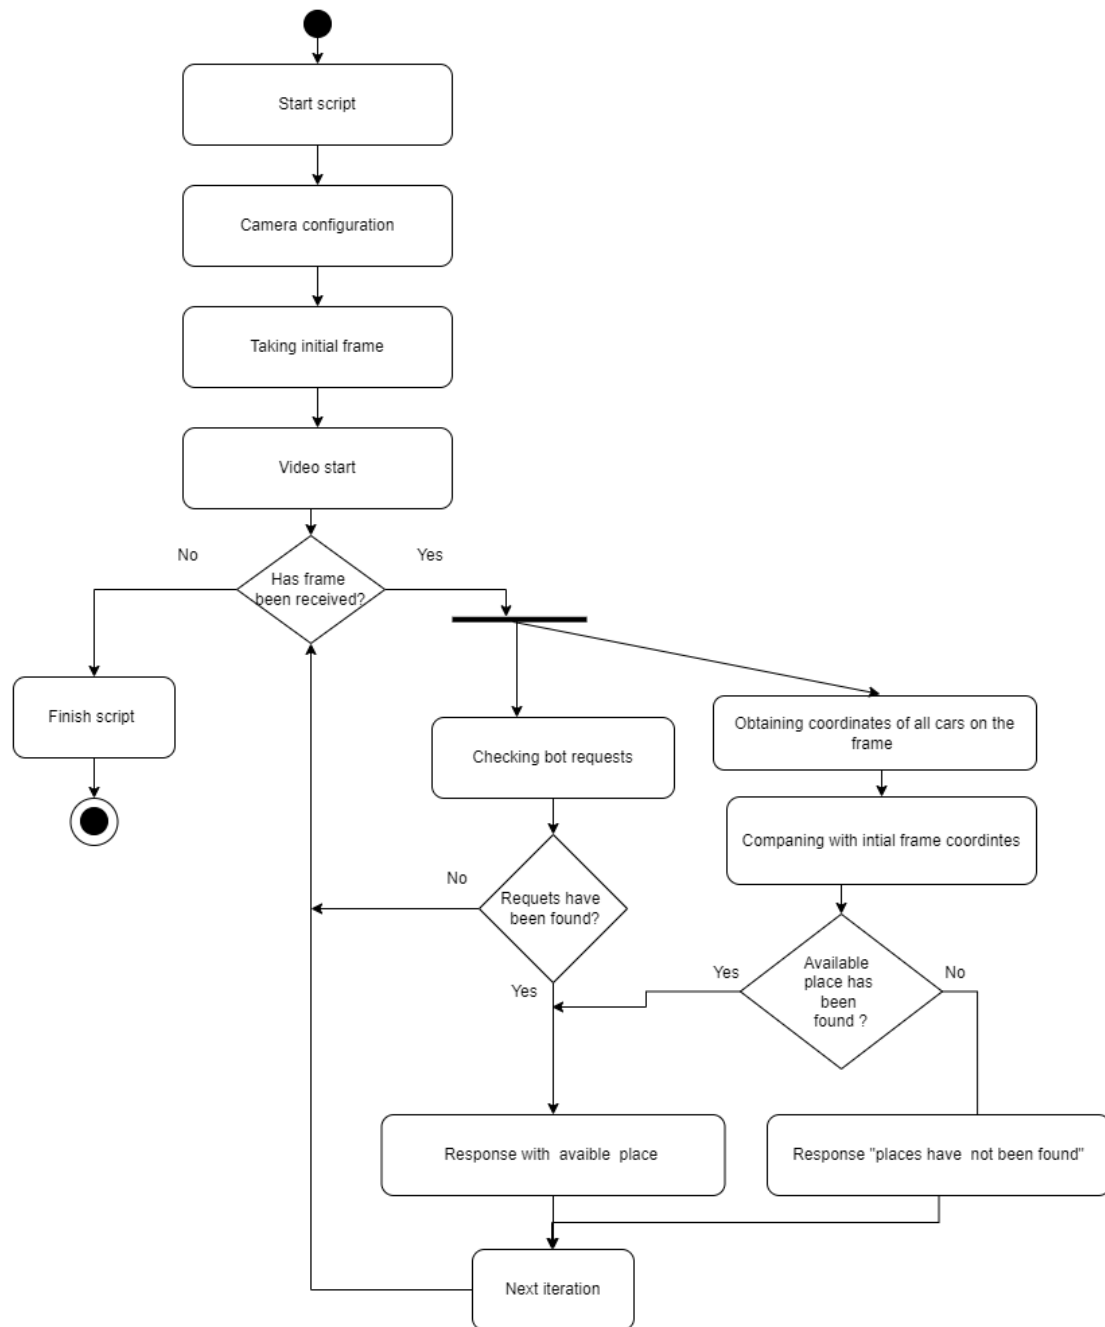 Start script
Camera configuration
Taking initial frame
Video start
No
Yes
Has frame
been received?
Finish script
Checking bot requests
Obtaining coordinates of all cars on the
frame
Companing with intial frame coordintes
No
Requets have
been found?
Yes
Yes
Available
place has
been
found ?
No
Response with avaible place
Response "places have not been found"
Next iteration